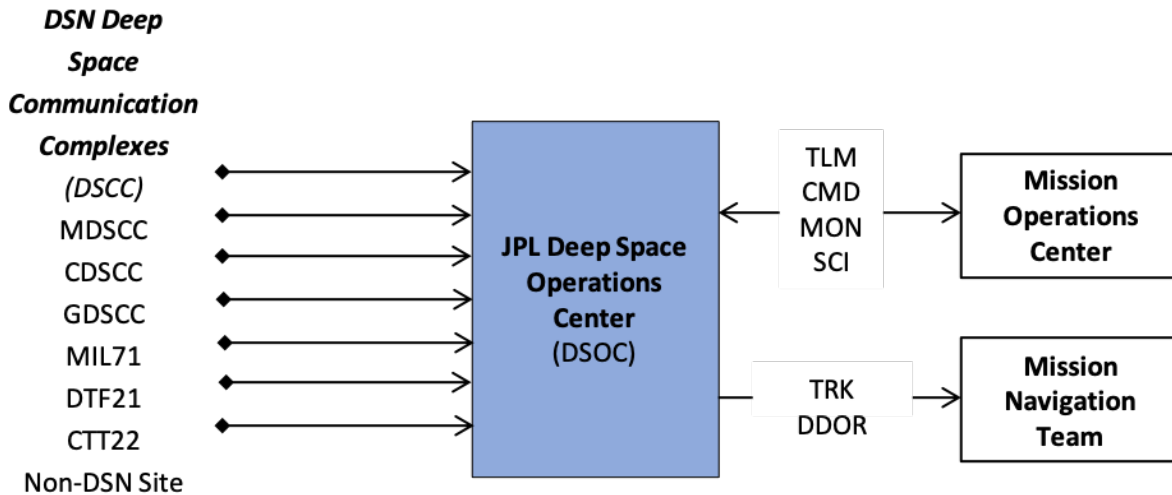 DSN Deep
Space
Communication
Complexes
(DSCC)
MDSCC
CDSCC
GDSCC
MIL71
DTF21
CTT22
Non-DSN Site
JPL Deep Space
Operations
Center
(DSOC)
TLM
CMD
MON
SCI
Mission
Operations
Center
TRK
DDOR
Mission
Navigation
Team